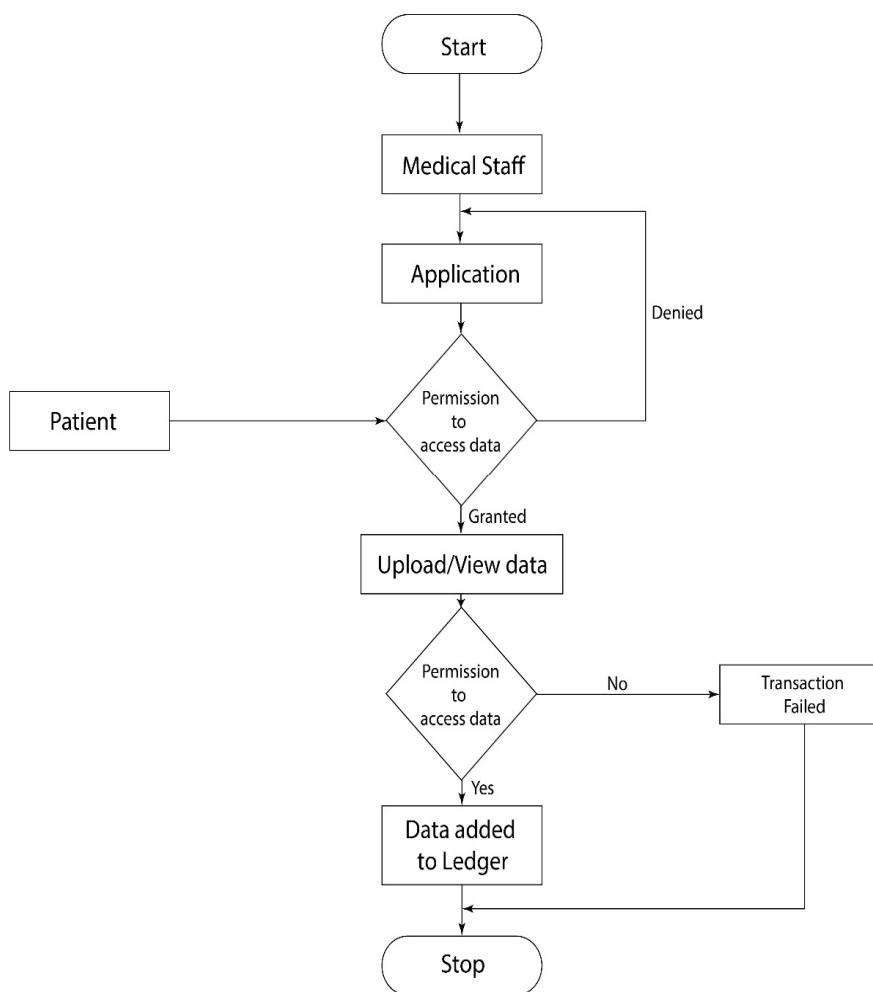 Start
Medical Staff
Application
Denied
Permission
to
access data
Patient
Granted
Upload/View data
Permission
to
access data
No
Transaction
Failed
Yes
Data added
to Ledger
Stop